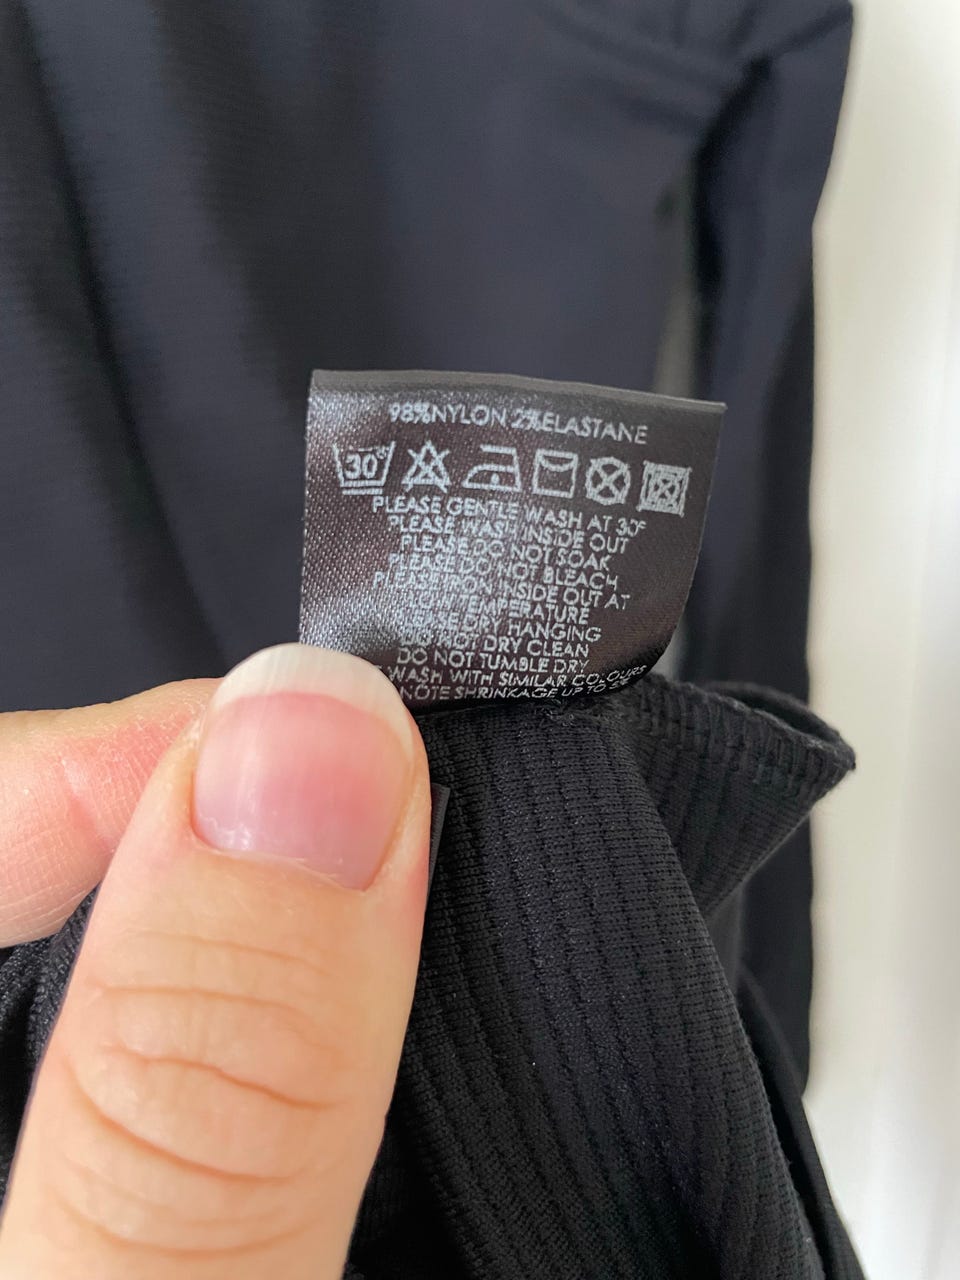 98%NYLON 2%ELASTANE
30°
PLEASE GENTLE WASH AT 30°
PLEASE WASH INSIDE OUT
PLEASE DO NOT SOAK
PLEASE DO NOT BLEACH
PLEASE IRON INSIDE OUT AT
TEMPERATURE
DRY HANGING
DO NOT DRY CLEAN
DO NOT TUMBLE DRY
WASH WITH SIMILAR COLOURS
NOTE SHRINKAGE UP TO 5%